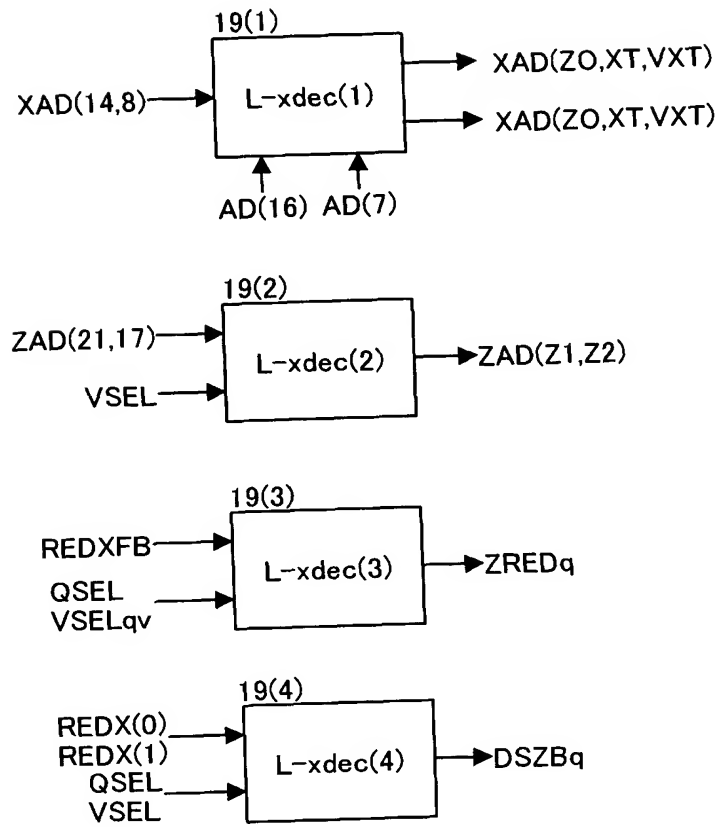 19(1)
XAD(14,8)
L-xdec(1)
XAD(ZO,XT,VXT)
XAD(ZO,XT,VXT)
AD(16) AD(7)
19(2)
ZAD(21,17)
VSEL
L-xdec(2)
ZAD(Z1,Z2)
19(3)
REDXFB
QSEL
VSELqv
L-xdec(3)
ZREDq
19(4)
REDX(0)
REDX(1)
QSEL
VSEL
L-xdec(4)
DSZBq